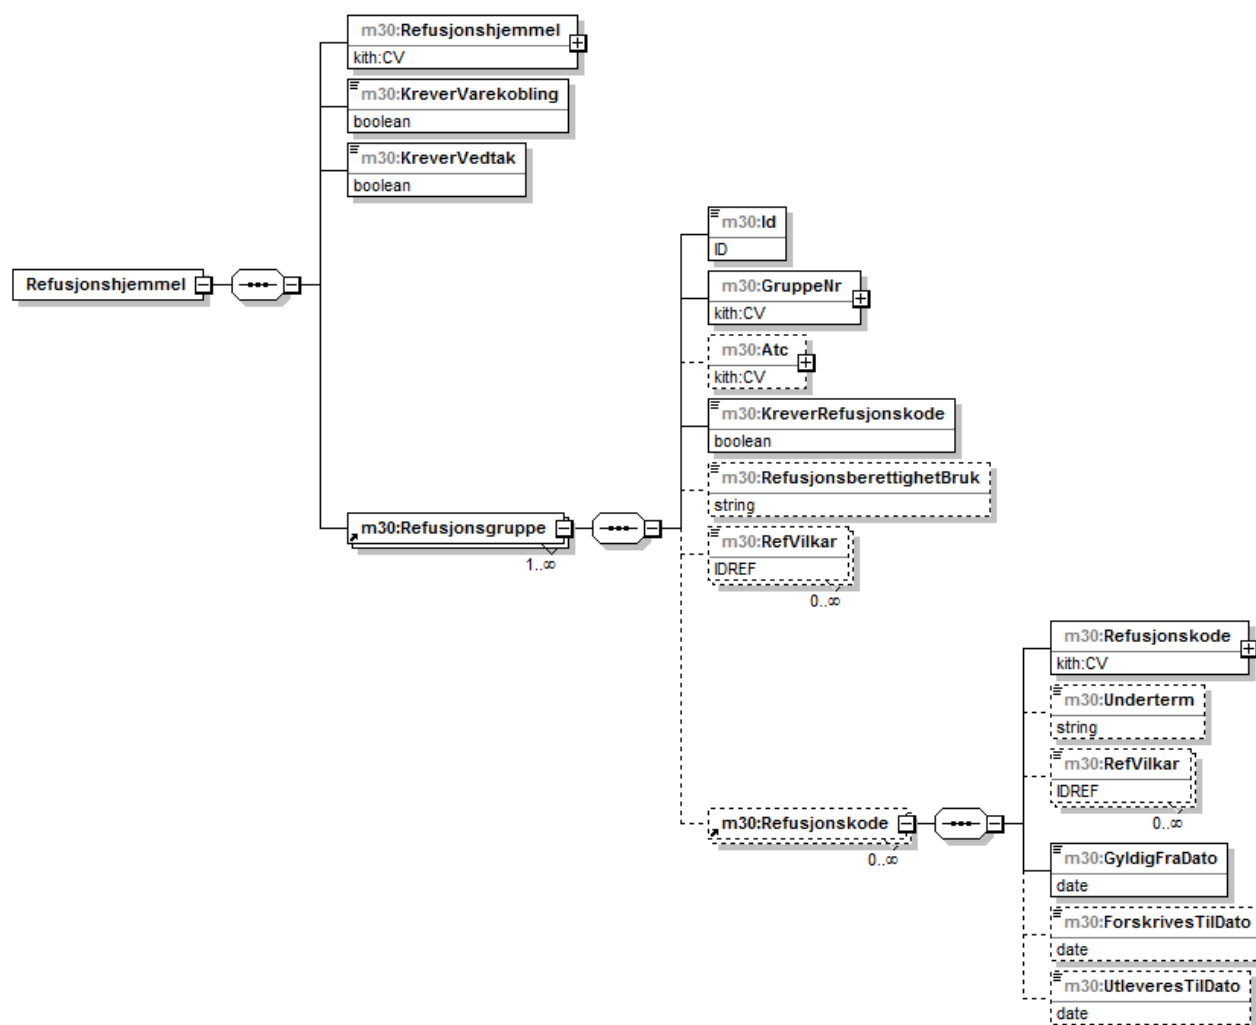 m30:Refusjonshjemmel
kith:CV
m30:KreverVarekobling
boolean
m30:KreverVedtak
boolean
Refusjonshjemmel
m30:Refusjonsgruppe
1..∞
m30:Id
ID
m30:GruppeNr
kith:CV
m30:Atc
kith:CV
m30:KreverRefusjonskode
boolean
m30:RefusjonsberettighetBruk
string
m30:RefVilkar
IDREF
0..∞
m30:Refusjonskode
0..∞
m30:Refusjonskode
kith:CV
m30:Underterm
string
m30:RefVilkar
IDREF
0..∞
m30:GyldigFraDato
date
m30:ForskrivesTilDato
date
m30:UtleveresTilDato
date